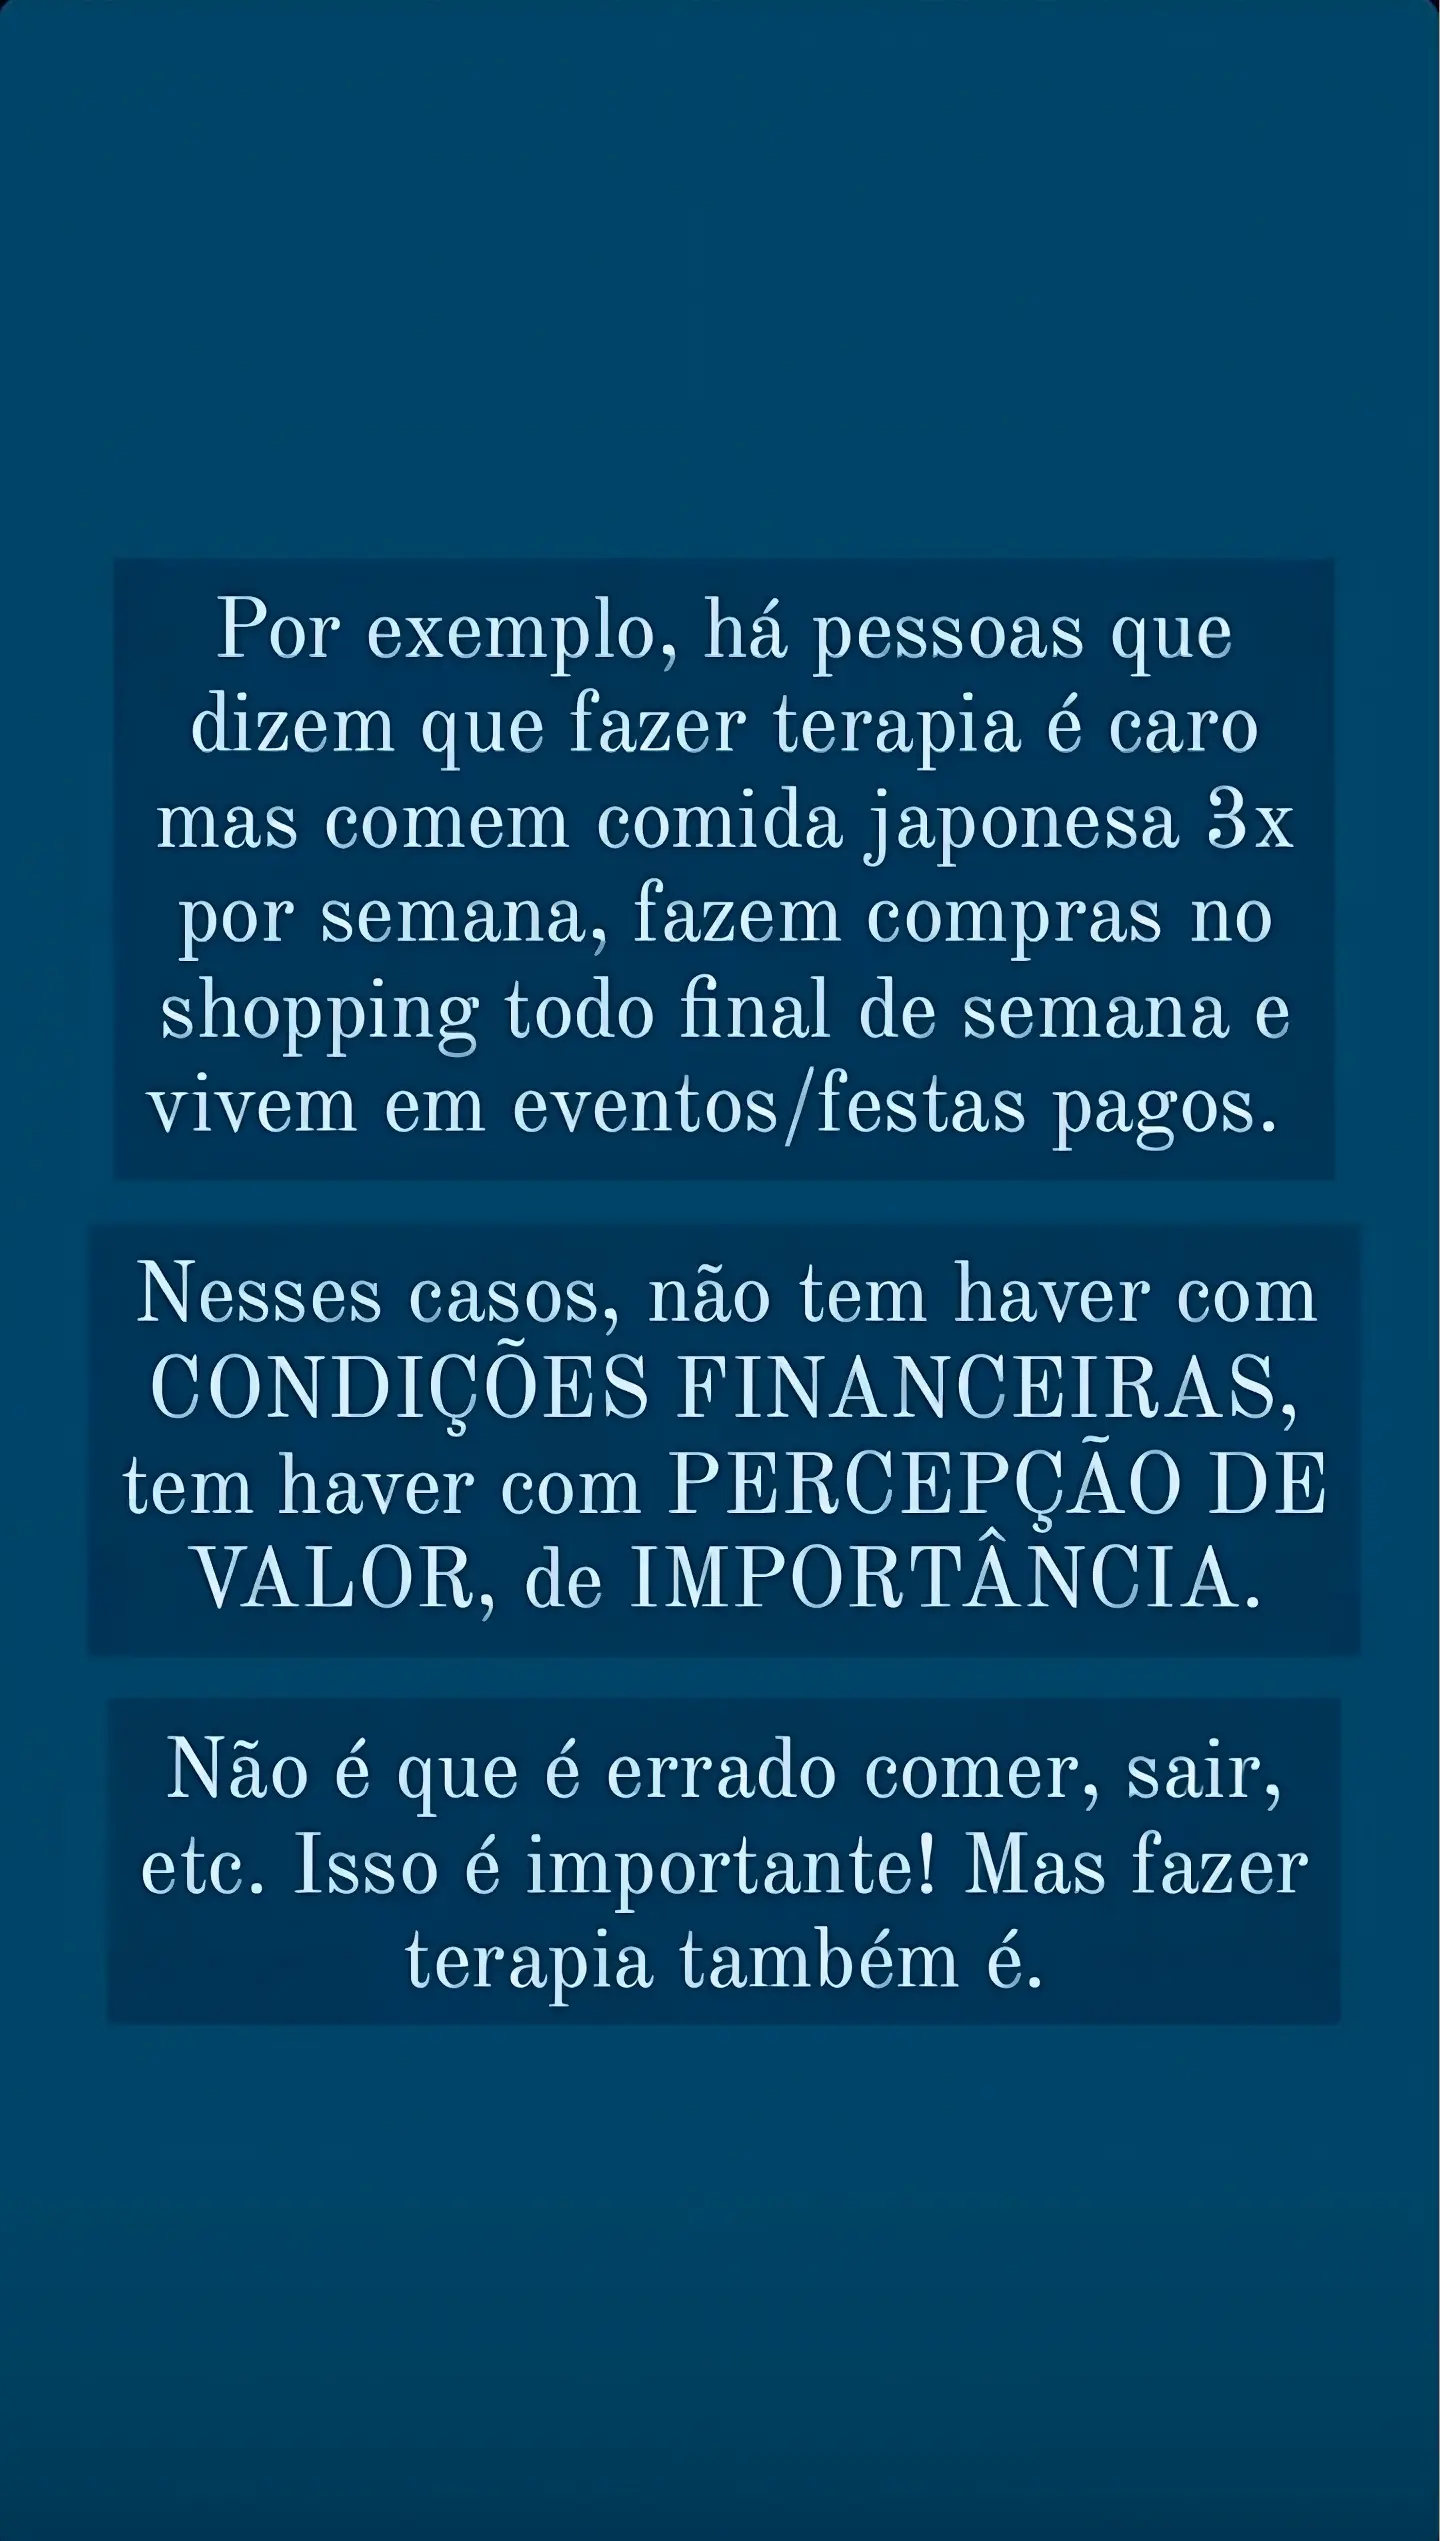 Por exemplo, há pessoas que
dizem que fazer terapia é caro
mas comem comida japonesa 3x
por semana, fazem compras no
shopping todo final de semana e
vivem em eventos/festas pagos.
Nesses casos, não tem haver com
CONDIÇÕES FINANCEIRAS,
tem haver com PERCEPÇÃO DE
VALOR, de IMPORTÂNCIA.
Não é que é errado comer, sair,
etc. Isso é importante! Mas fazer
terapia também é.